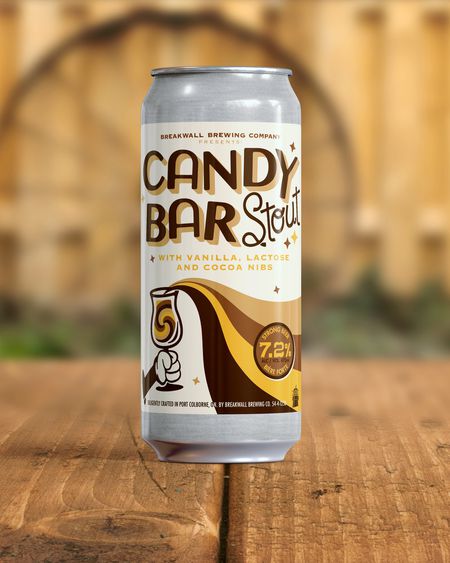 BREAKWALL BREWING COMPANY
PRESENTS
CANDY
BAR Stout
WITH VANILLA, LACTOSE
AND COCOA NIBS
STRONG BEER
7.2%
BIÈRE FORTE
CRAFTED IN PORT COLBORNE, ON. BY BREAKWALL BREWING CO.